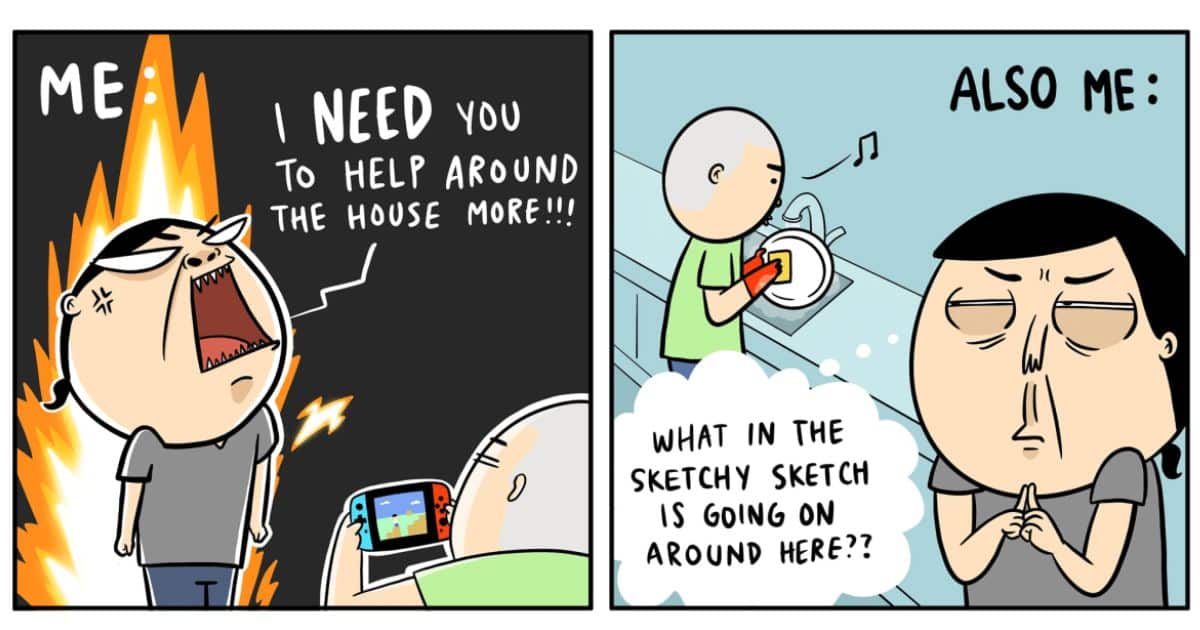 ME:
I NEED YOU
TO HELP AROUND
THE HOUSE MORE!!!
ALSO ME:
WHAT IN THE
SKETCHY SKETCH
IS GOING ON
AROUND HERE??